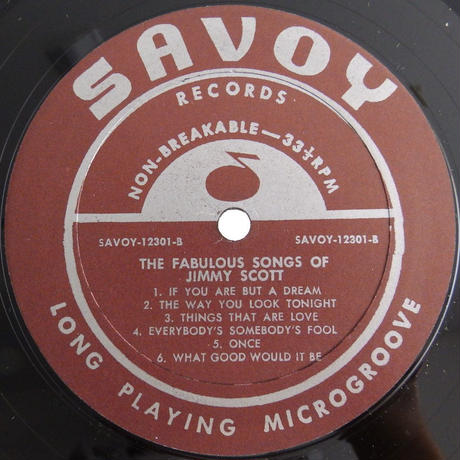 SAVOY
RECORDS
NON-BREAKABLE—33⅓ RPM
SAVOY-12301-B SAVOY-12301-B
THE FABULOUS SONGS OF
JIMMY SCOTT
1. IF YOU ARE BUT A DREAM
2. THE WAY YOU LOOK TONIGHT
3. THINGS THAT ARE LOVE
4. EVERYBODY'S SOMEBODY'S FOOL
5. ONCE
6. WHAT GOOD WOULD IT BE
LONG PLAYING MICROGROOVE